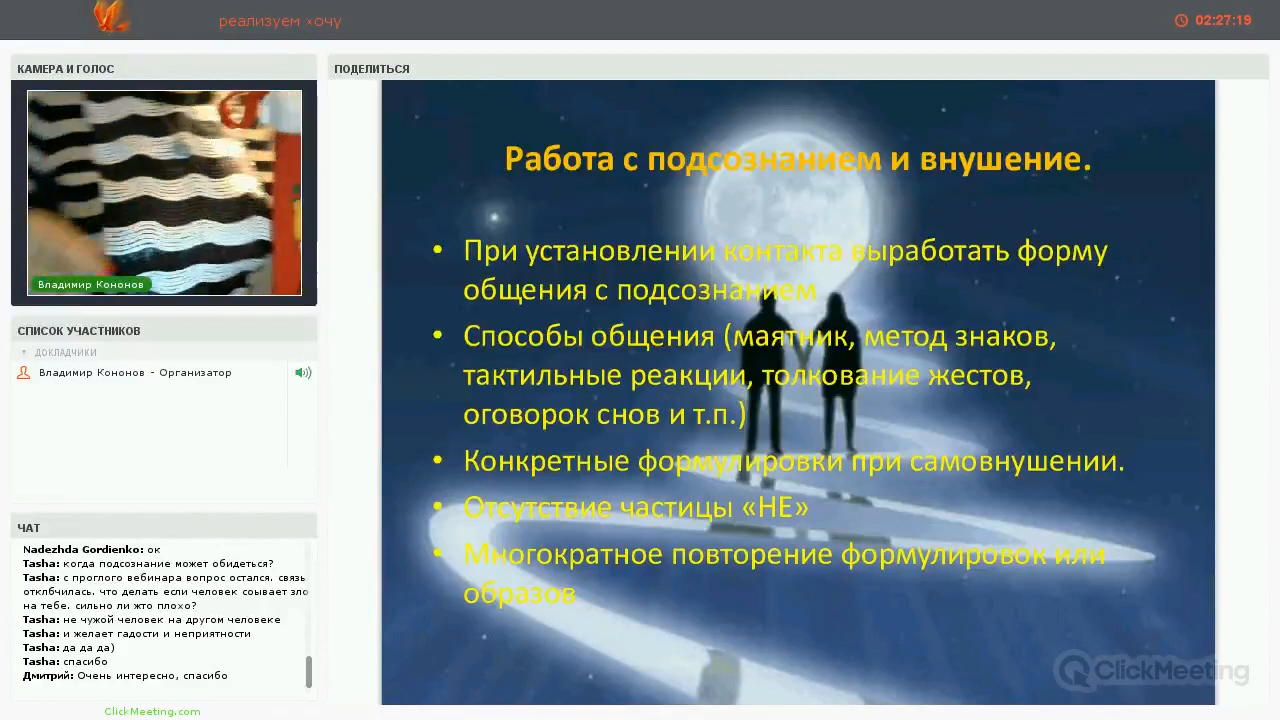 реализуем хочу
02:27:19
КАМЕРА И ГОЛОС
Владимир Кононов
СПИСОК УЧАСТНИКОВ
ДОКЛАДЧИКИ
Владимир Кононов - Организатор
ЧАТ
Nadezhda Gordienko: ок
Tasha: когда подсознание может обидеться?
Tasha: с проглого вебинара вопрос остался. связь
отклбчилась. что делать если человек соывает зло
на тебе. сильно ли жто плохо?
Tasha: не чужой человек на другом человеке
Tasha: и желает гадости и неприятности
Tasha: да да да)
Tasha: спасибо
Дмитрий: Очень интересно, спасибо
ClickMeeting.com
ПОДЕЛИТЬСЯ
Работа с подсознанием и внушение.
• При установлении контакта выработать форму
общения с подсознанием
• Способы общения (маятник, метод знаков,
тактильные реакции, толкование жестов,
оговорок снов и т.п.)
• Конкретные формулировки при самовнушении.
• Отсутствие частицы «НЕ»
• Многократное повторение формулировок или
образов
ClickMeeting